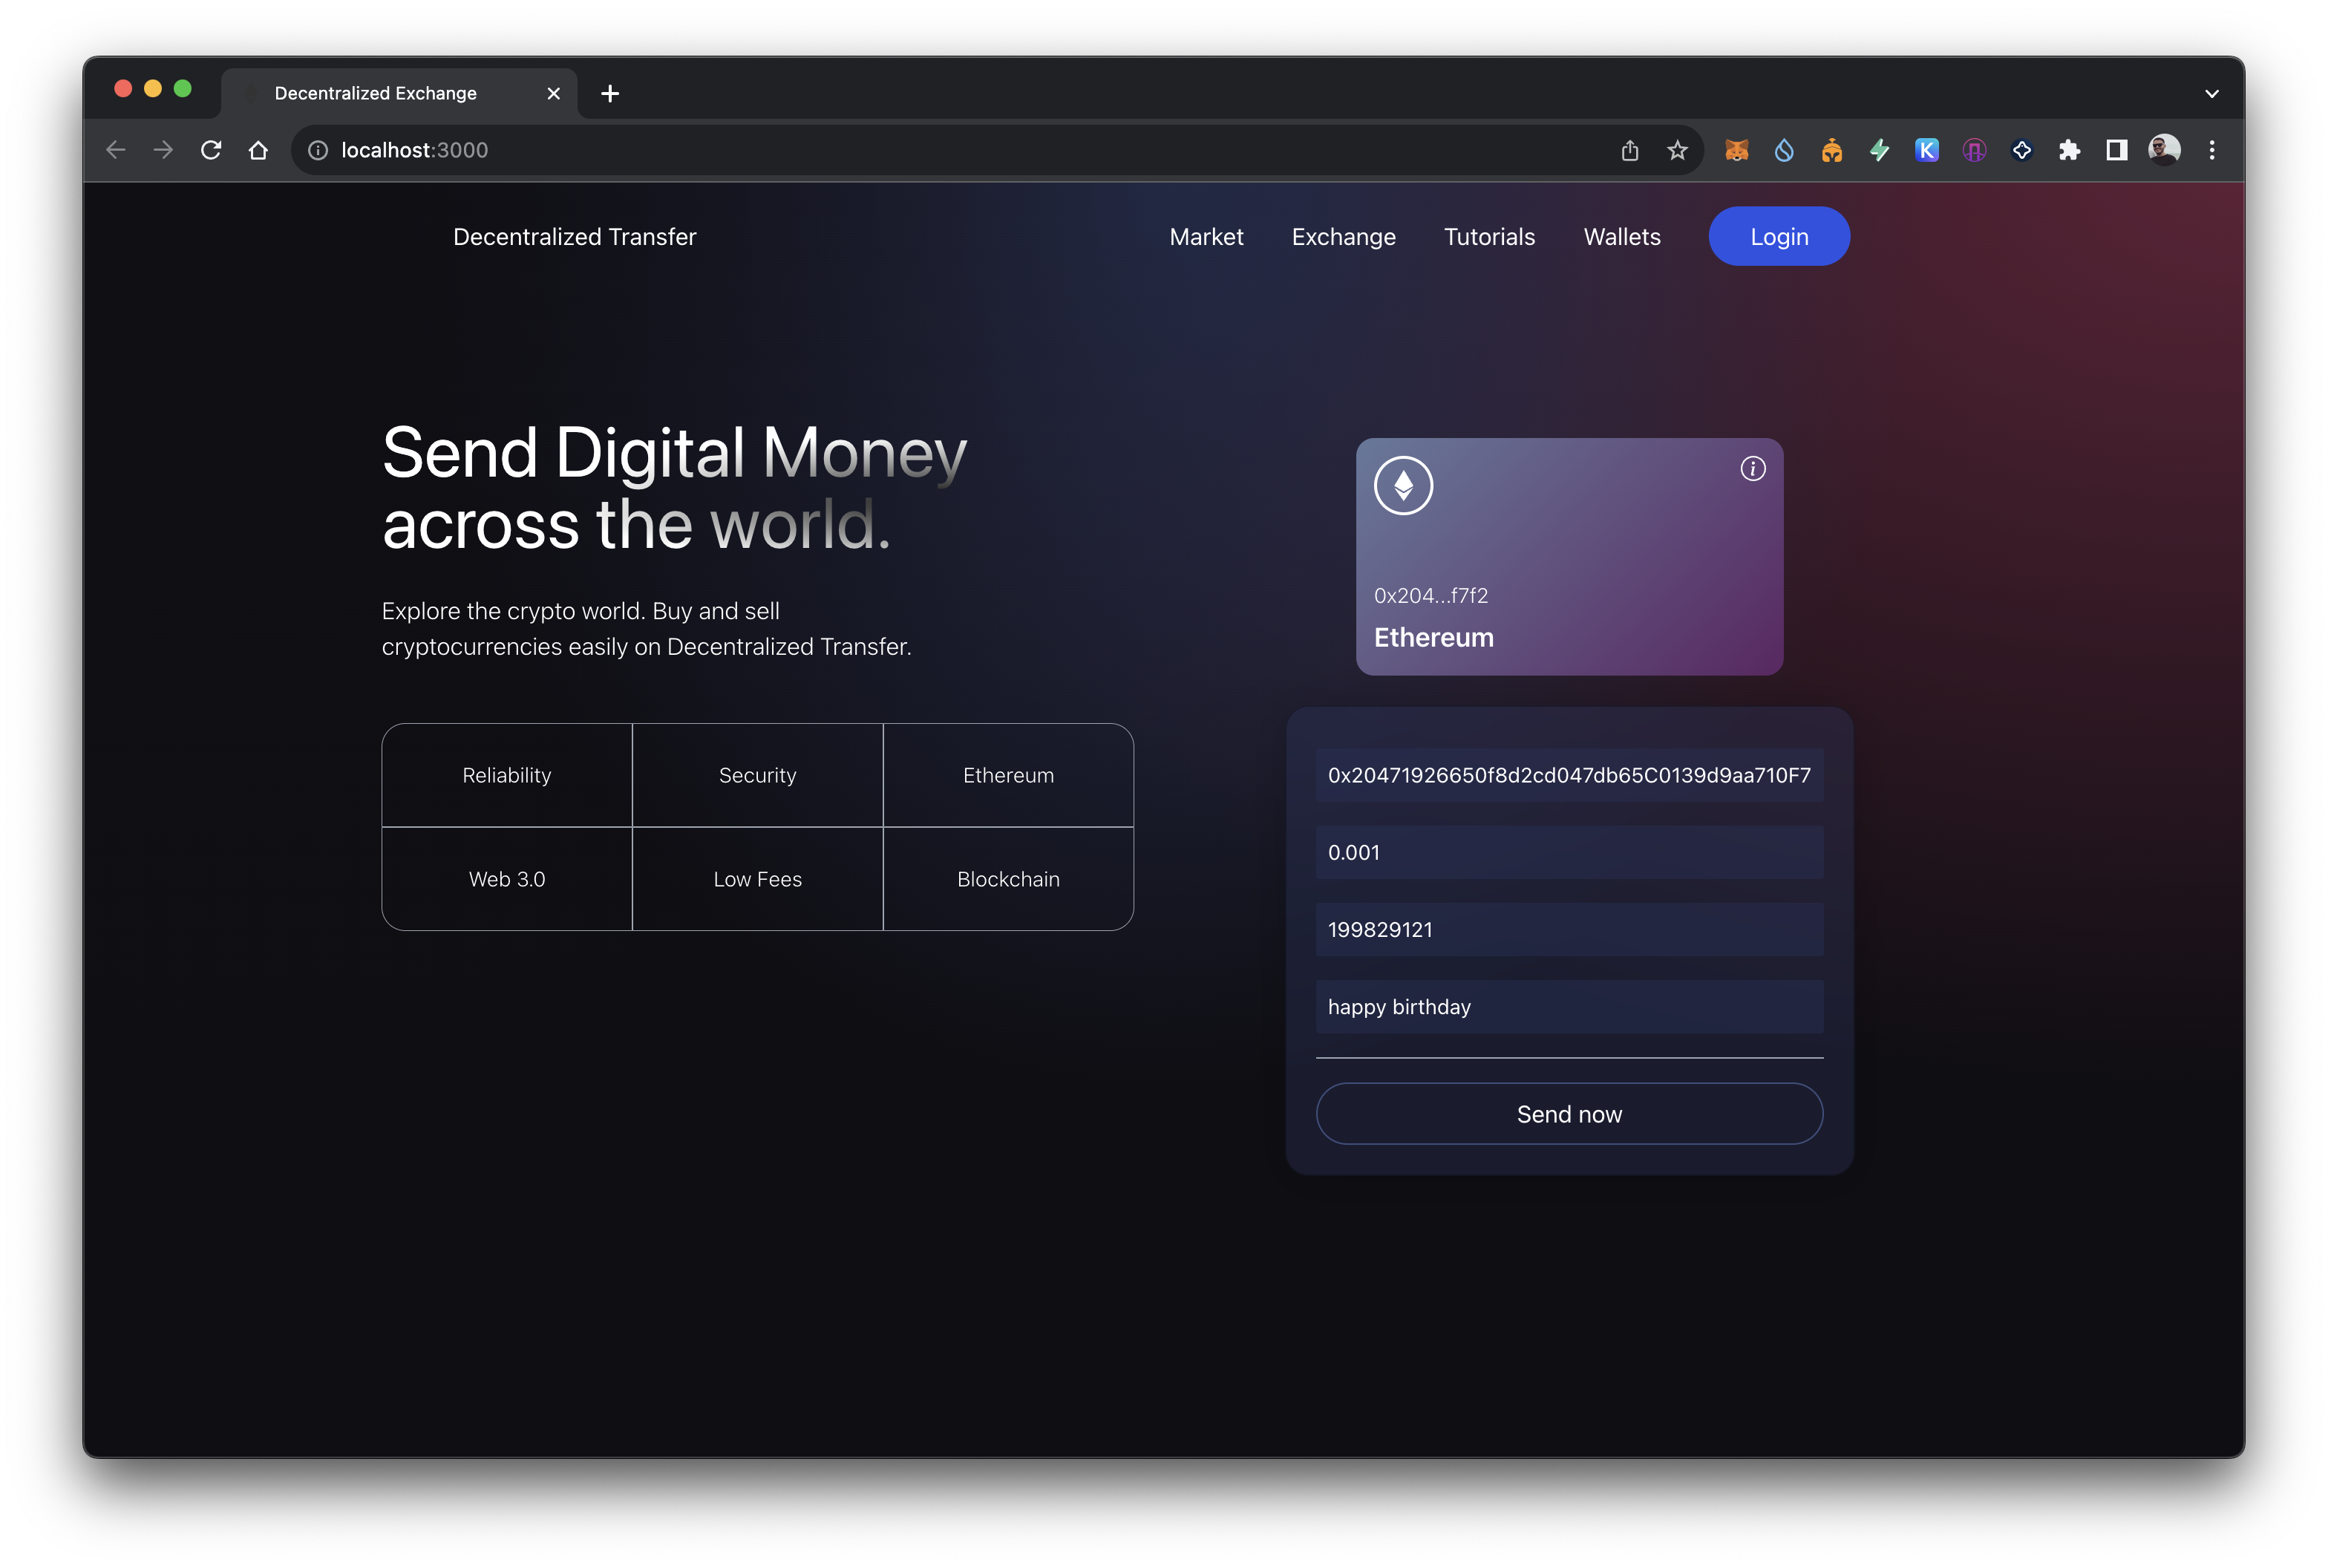 Decentralized Exchange
localhost:3000
Decentralized Transfer
Market
Exchange
Tutorials
Wallets
Login
Send Digital Money
across the world.
Explore the crypto world. Buy and sell
cryptocurrencies easily on Decentralized Transfer.
Reliability
Security
Ethereum
Web 3.0
Low Fees
Blockchain
0x204...f7f2
Ethereum
0x20471926650f8d2cd047db65C0139d9aa710F7
0.001
199829121
happy birthday
Send now